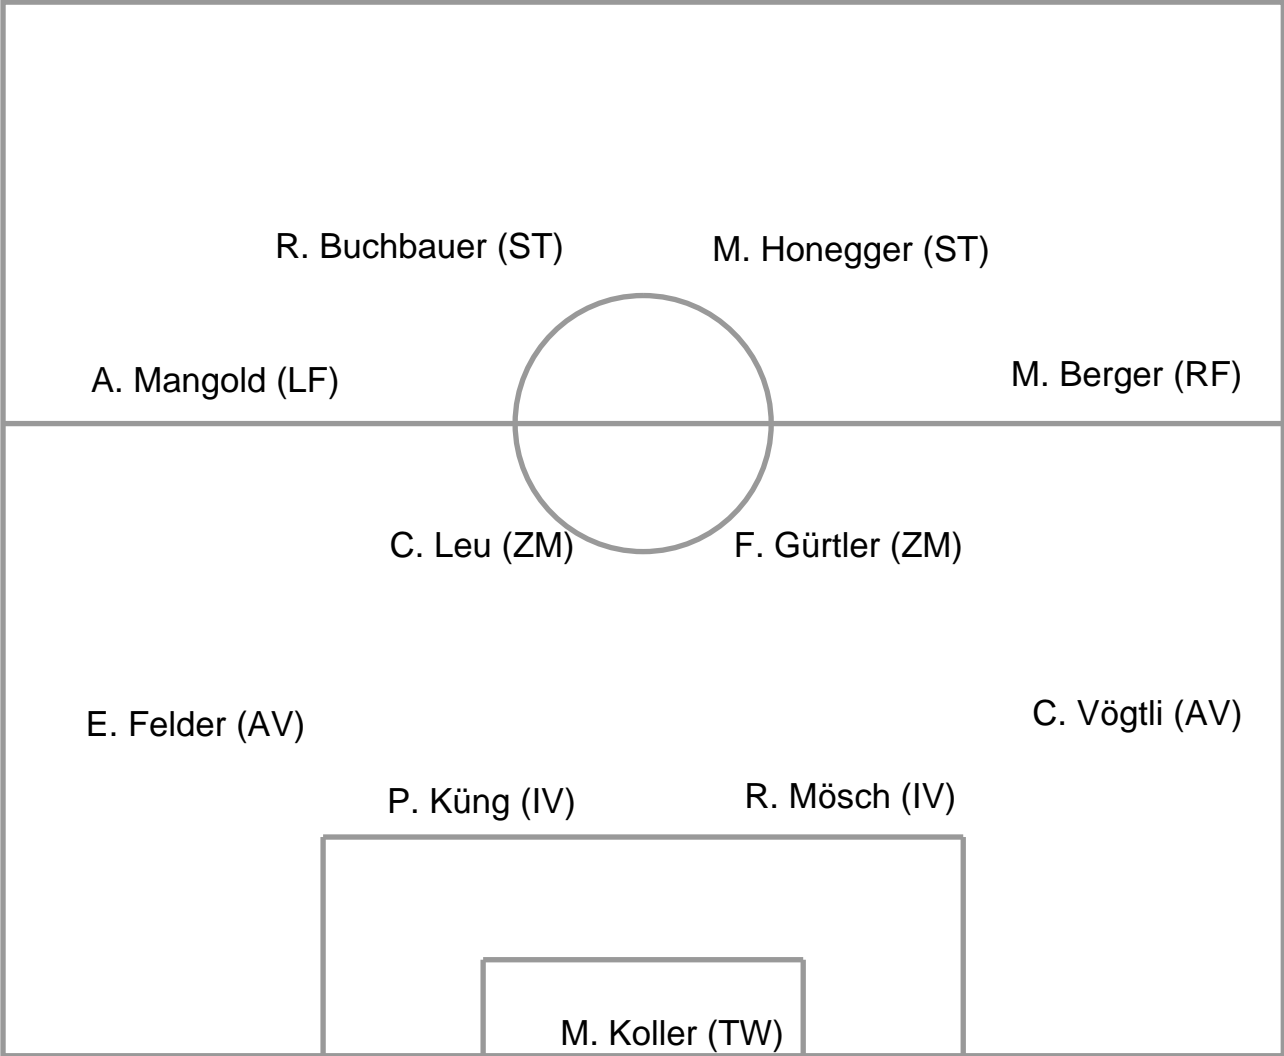 R. Buchbauer (ST)
M. Honegger (ST)
A. Mangold (LF)
M. Berger (RF)
C. Leu (ZM)
F. Gürtler (ZM)
E. Felder (AV)
C. Vögtli (AV)
P. Küng (IV)
R. Mösch (IV)
M. Koller (TW)